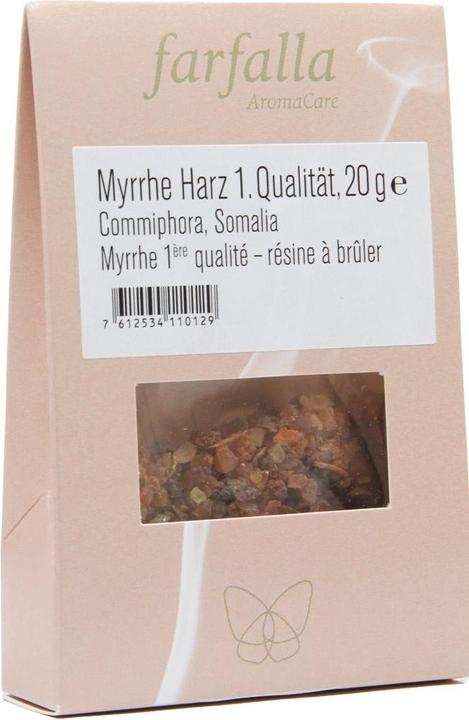 farfalla
AromaCare
Myrrhe Harz 1. Qualität, 20 g ℮
Commiphora, Somalia
Myrrhe 1ère qualité – résine à brûler
7 612534 110129